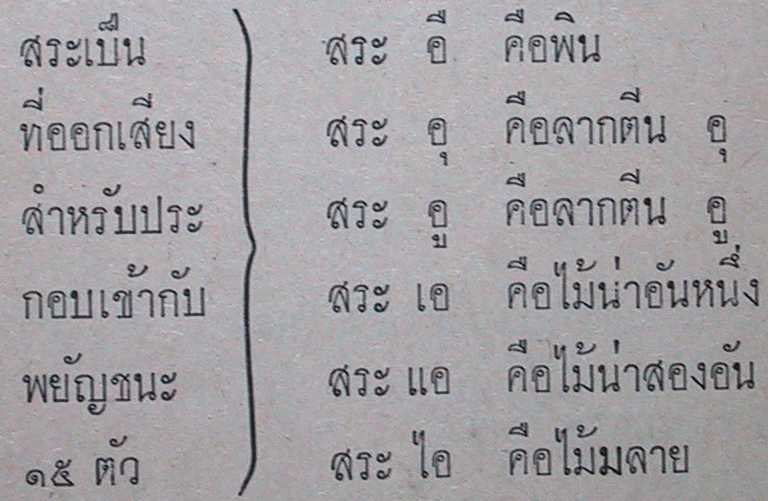 สระเป็น
ที่ออกเสียง
สำหรับประ
กอบเข้ากับ
พยัญชนะ
๑๕ ตัว
สระ อื คือพิน
สระ อุ คือลากตีน อุ
สระ อู คือลากตีน อู
สระ เอ คือไม้น่าอันหนึ่ง
สระ แอ คือไม้น่าสองอัน
สระ ไอ คือไม้มลาย